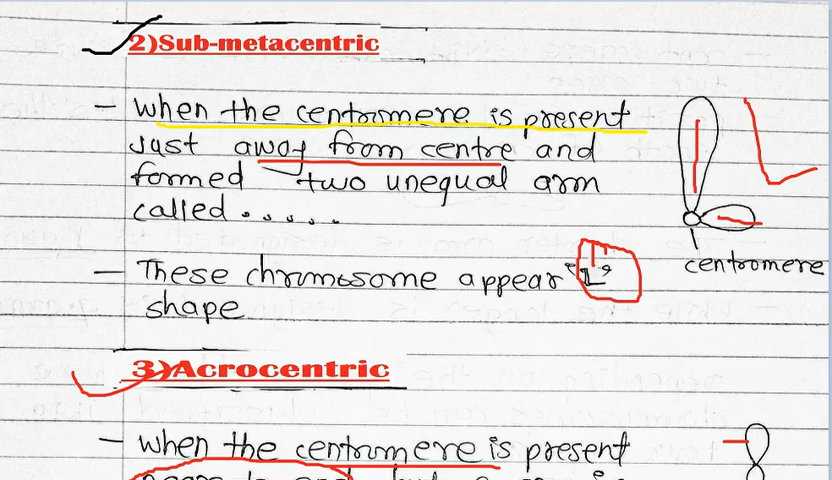 2)Sub-metacentric
- when the centromere is present
just away from centre and
formed two unequal arm
called .....
centromere
- These chromosome appear "L"
shape
3)Acrocentric
- when the centromere is present